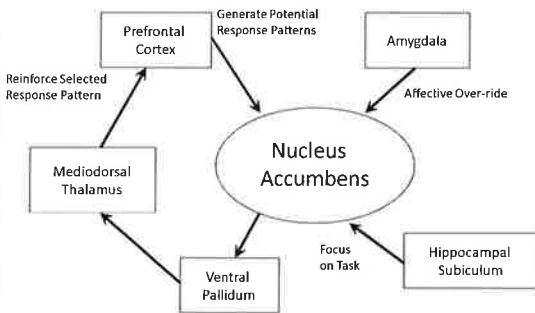 Prefrontal
Cortex
Generate Potential
Response Patterns
Amygdala
Reinforce Selected
Response Pattern
Affective Over-ride
Nucleus
Accumbens
Mediodorsal
Thalamus
Focus
on Task
Hippocampal
Subiculum
Ventral
Pallidum